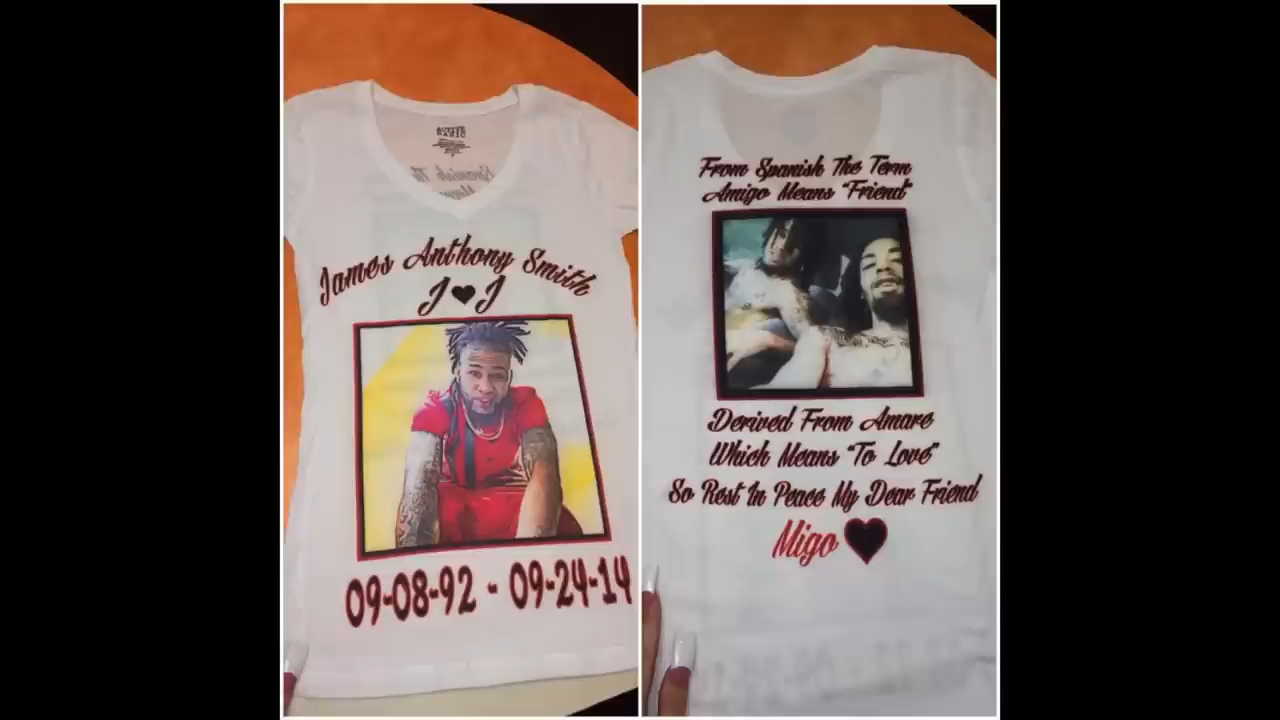 James Anthony Smith
J♥J
09-08-92 - 09-24-14
From Spanish The Term
Amigo Means "Friend"
Derived From Amare
Which Means "To Love"
So Rest In Peace My Dear Friend
Migo ♥